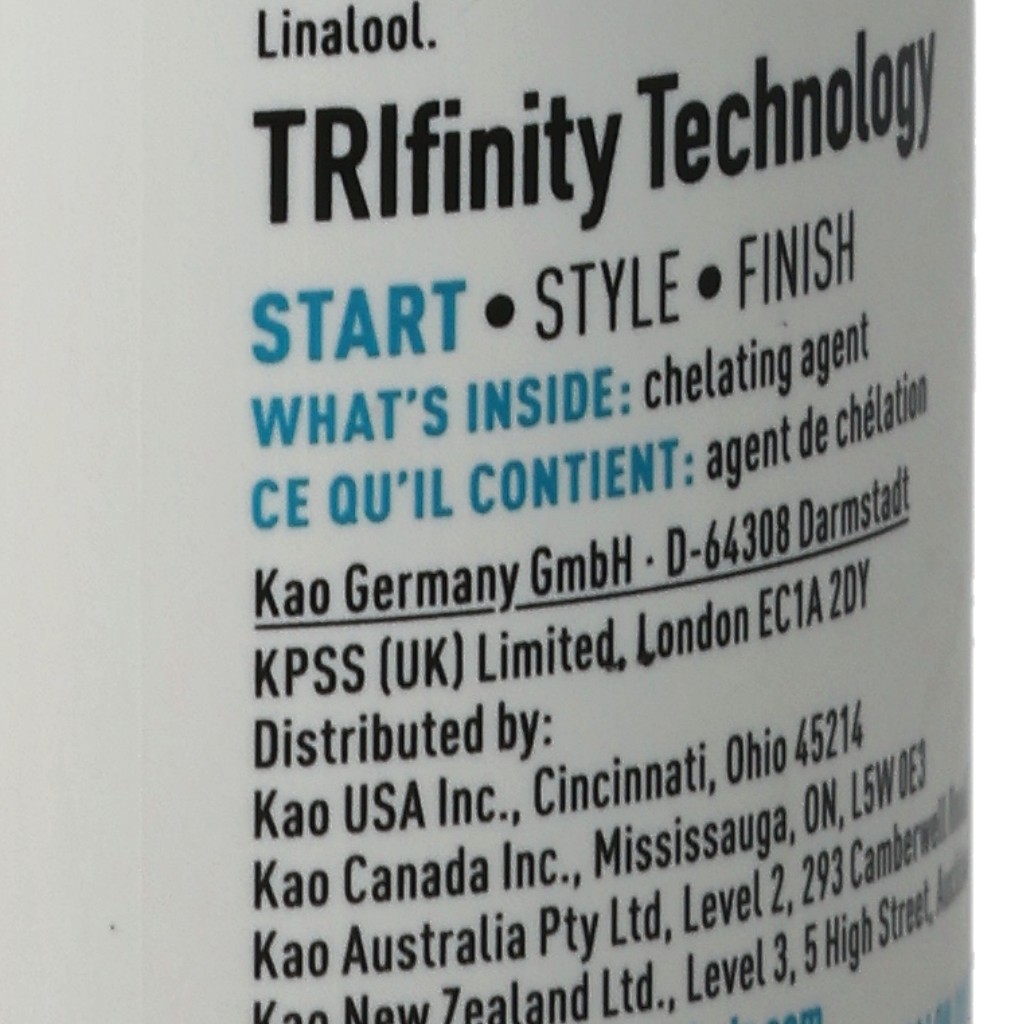 Linalool.
TRIfinity Technology
START • STYLE • FINISH
WHAT'S INSIDE: chelating agent
CE QU'IL CONTIENT: agent de chélation
Kao Germany GmbH · D-64308 Darmstadt
KPSS (UK) Limited, London EC1A 2DY
Distributed by:
Kao USA Inc., Cincinnati, Ohio 45214
Kao Canada Inc., Mississauga, ON, L5W 0E3
Kao Australia Pty Ltd, Level 2, 293 Camberwell
Kao New Zealand Ltd., Level 3, 5 High Street,